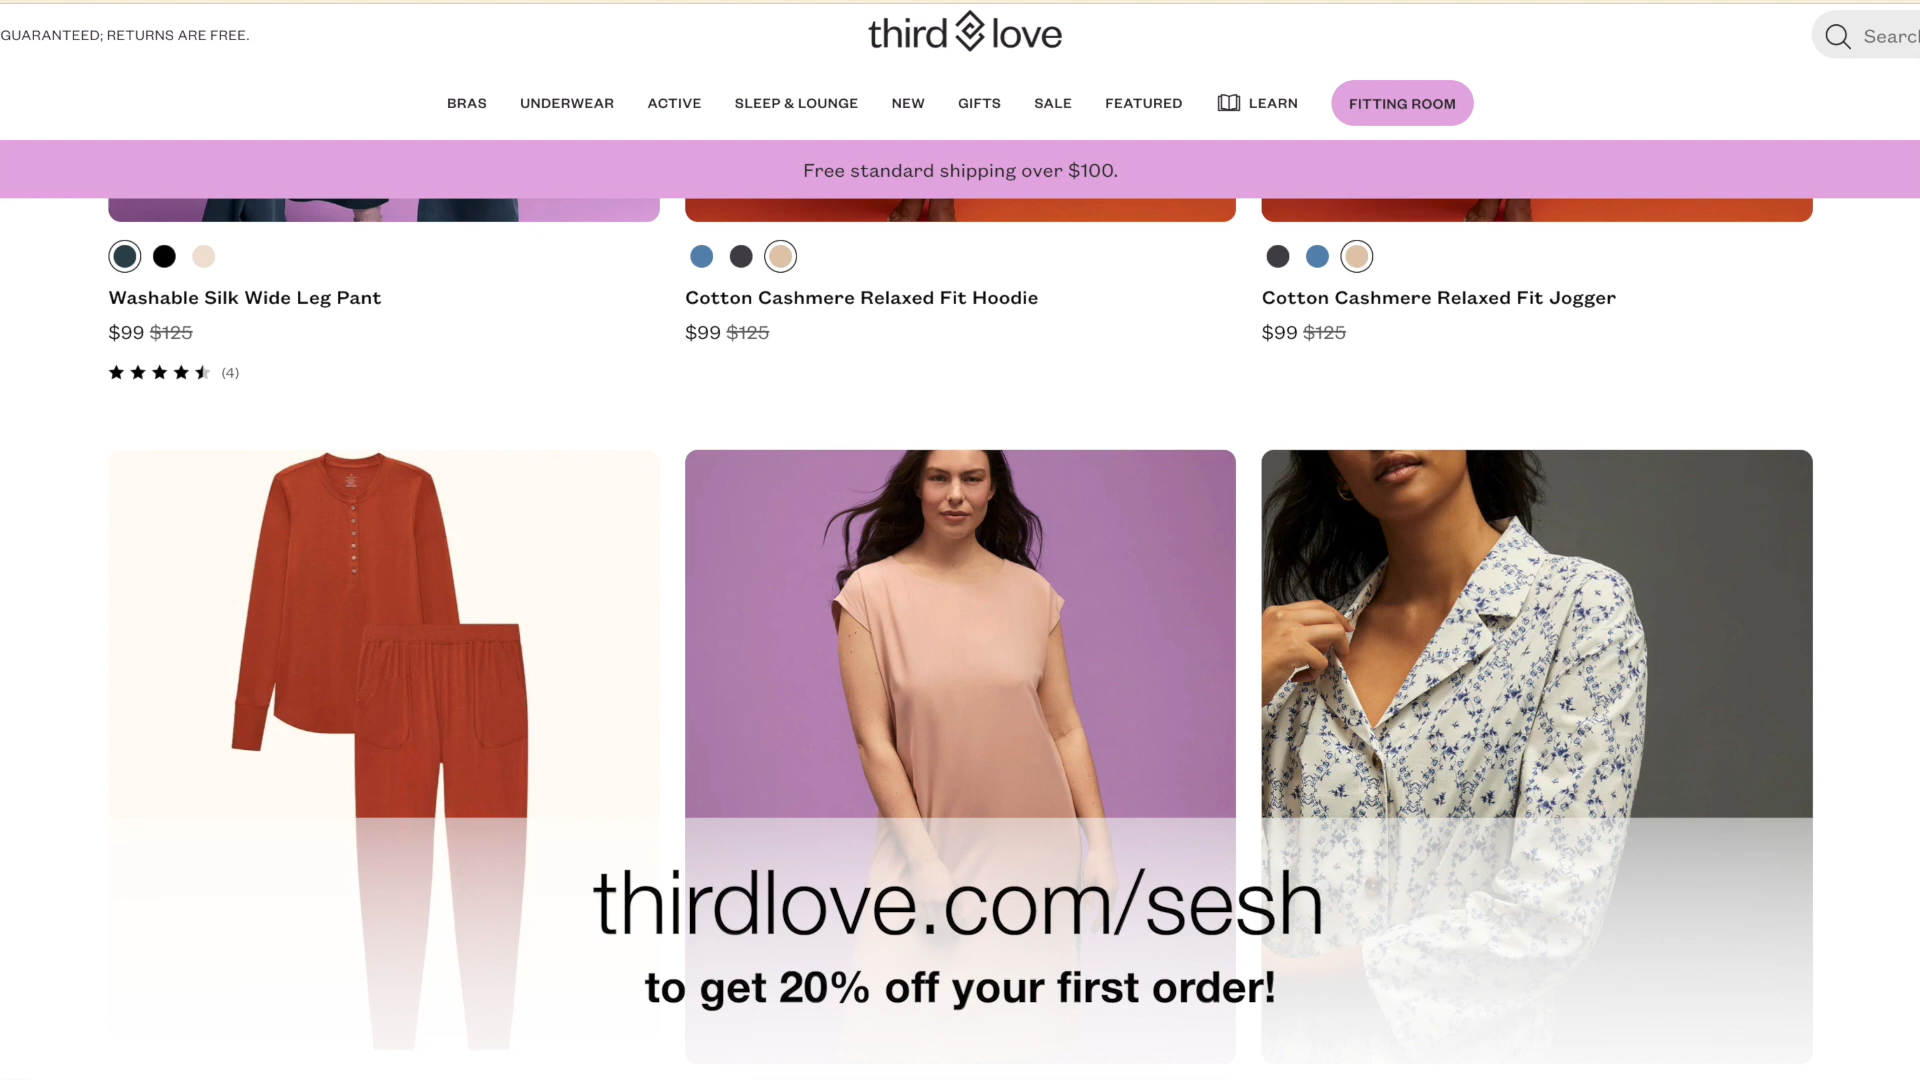 GUARANTEED; RETURNS ARE FREE.
third love
Search
BRAS UNDERWEAR ACTIVE SLEEP & LOUNGE NEW GIFTS SALE FEATURED LEARN FITTING ROOM
Free standard shipping over $100.
Washable Silk Wide Leg Pant
$99 $125
(4)
Cotton Cashmere Relaxed Fit Hoodie
$99 $125
Cotton Cashmere Relaxed Fit Jogger
$99 $125
thirdlove.com/sesh
to get 20% off your first order!